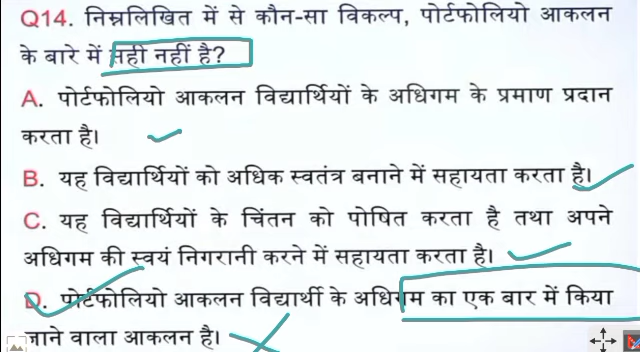 Q14. निम्नलिखित में से कौन-सा विकल्प, पोर्टफोलियो आकलन
के बारे में सही नहीं है?
A. पोर्टफोलियो आकलन विद्यार्थियों के अधिगम के प्रमाण प्रदान
करता है।
B. यह विद्यार्थियों को अधिक स्वतंत्र बनाने में सहायता करता है।
C. यह विद्यार्थियों के चिंतन को पोषित करता है तथा अपने
अधिगम की स्वयं निगरानी करने में सहायता करता है।
D. पोर्टफोलियो आकलन विद्यार्थी के अधिगम का एक बार में किया
जाने वाला आकलन है।